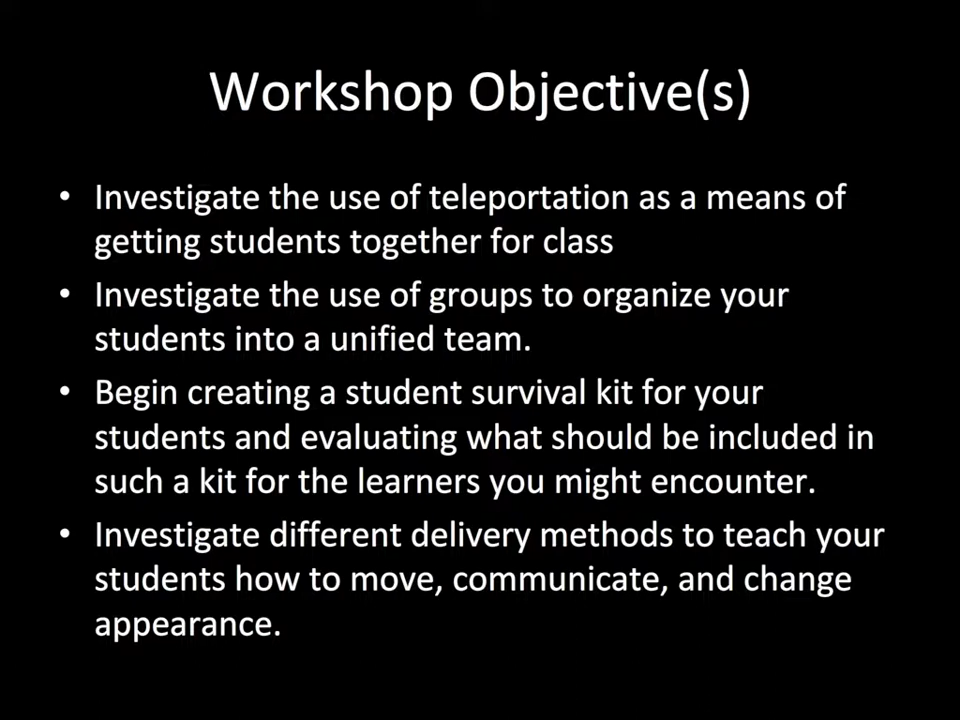 Workshop Objective(s)
• Investigate the use of teleportation as a means of
getting students together for class
• Investigate the use of groups to organize your
students into a unified team.
• Begin creating a student survival kit for your
students and evaluating what should be included in
such a kit for the learners you might encounter.
• Investigate different delivery methods to teach your
students how to move, communicate, and change
appearance.